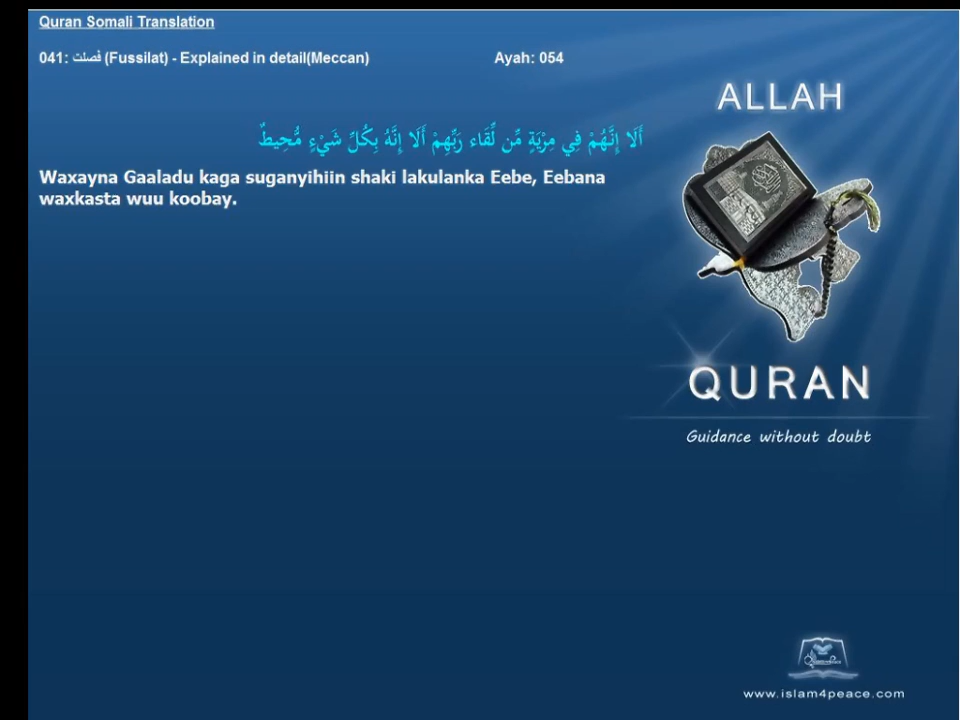 Quran Somali Translation
041: فصلت (Fussilat) - Explained in detail(Meccan) Ayah: 054
أَلَا إِنَّهُمْ فِي مِرْيَةٍ مِّن لِّقَاء رَبِّهِمْ أَلَا إِنَّهُ بِكُلِّ شَيْءٍ مُّحِيطٌ
Waxayna Gaaladu kaga suganyihiin shaki lakulanka Eebe, Eebana
waxkasta wuu koobay.
ALLAH
QURAN
Guidance without doubt
www.islam4peace.com